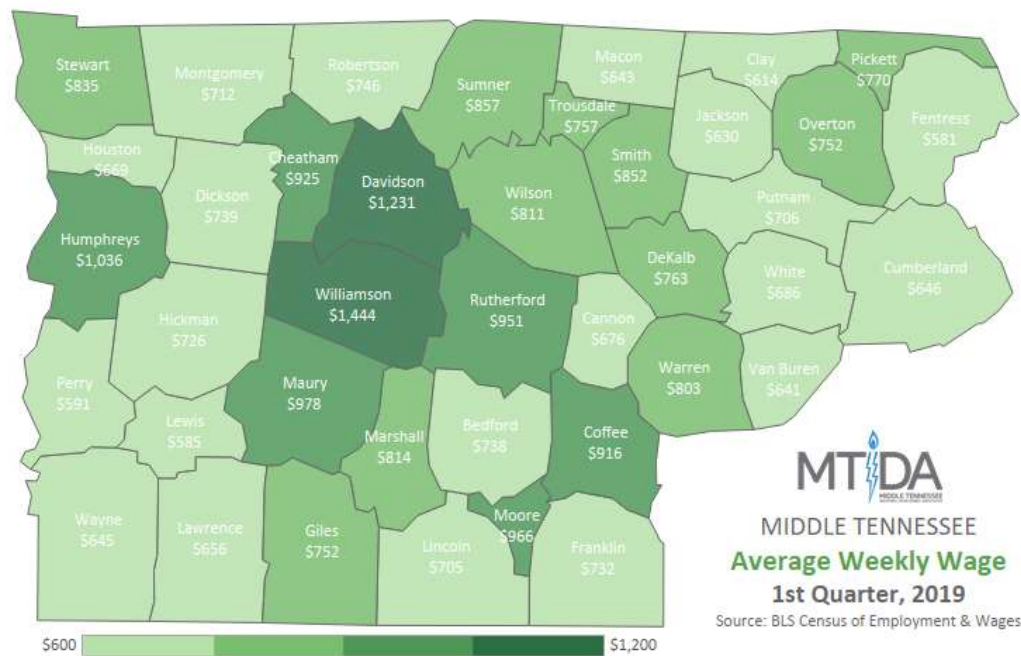 Stewart
$835
Montgomery
$712
Robertson
$746
Sumner
$857
Macon
$643
Trousdale
$757
Clay
$614
Pickett
$770
Jackson
$630
Overton
$752
Fentress
$581
Houston
$669
Cheatham
$925
Davidson
$1,231
Dickson
$739
Wilson
$811
Smith
$852
Putnam
$706
Humphreys
$1,036
Williamson
$1,444
Rutherford
$951
DeKalb
$763
White
$686
Cumberland
$646
Hickman
$726
Cannon
$676
Warren
$803
Van Buren
$641
Perry
$591
Lewis
$585
Maury
$978
Marshall
$814
Bedford
$738
Coffee
$916
Wayne
$645
Lawrence
$656
Giles
$752
Lincoln
$705
Moore
$966
Franklin
$732
MTIDA
MIDDLE TENNESSEE
MIDDLE TENNESSEE
Average Weekly Wage
1st Quarter, 2019
Source: BLS Census of Employment & Wages
$600
$1,200